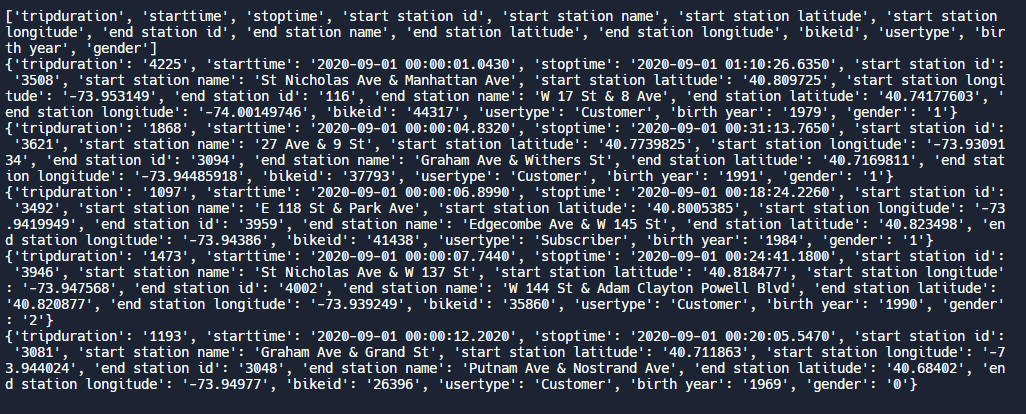 ['tripduration', 'starttime', 'stoptime', 'start station id', 'start station name', 'start station latitude', 'start station
longitude', 'end station id', 'end station name', 'end station latitude', 'end station longitude', 'bikeid', 'usertype', 'bir
th year', 'gender']
{'tripduration': '4225', 'starttime': '2020-09-01 00:00:01.0430', 'stoptime': '2020-09-01 01:10:26.6350', 'start station id':
'3508', 'start station name': 'St Nicholas Ave & Manhattan Ave', 'start station latitude': '40.809725', 'start station longi
tude': '-73.953149', 'end station id': '116', 'end station name': 'W 17 St & 8 Ave', 'end station latitude': '40.74177603', '
end station longitude': '-74.00149746', 'bikeid': '44317', 'usertype': 'Customer', 'birth year': '1979', 'gender': '1'}
{'tripduration': '1868', 'starttime': '2020-09-01 00:00:04.8320', 'stoptime': '2020-09-01 00:31:13.7650', 'start station id':
'3621', 'start station name': '27 Ave & 9 St', 'start station latitude': '40.7739825', 'start station longitude': '-73.93091
34', 'end station id': '3094', 'end station name': 'Graham Ave & Withers St', 'end station latitude': '40.7169811', 'end stat
ion longitude': '-73.94485918', 'bikeid': '37793', 'usertype': 'Customer', 'birth year': '1991', 'gender': '1'}
{'tripduration': '1097', 'starttime': '2020-09-01 00:00:06.8990', 'stoptime': '2020-09-01 00:18:24.2260', 'start station id':
'3492', 'start station name': 'E 118 St & Park Ave', 'start station latitude': '40.8005385', 'start station longitude': '-73
.9419949', 'end station id': '3959', 'end station name': 'Edgecombe Ave & W 145 St', 'end station latitude': '40.823498', 'en
d station longitude': '-73.94386', 'bikeid': '41438', 'usertype': 'Subscriber', 'birth year': '1984', 'gender': '1'}
{'tripduration': '1473', 'starttime': '2020-09-01 00:00:07.7440', 'stoptime': '2020-09-01 00:24:41.1800', 'start station id':
'3946', 'start station name': 'St Nicholas Ave & W 137 St', 'start station latitude': '40.818477', 'start station longitude'
: '-73.947568', 'end station id': '4002', 'end station name': 'W 144 St & Adam Clayton Powell Blvd', 'end station latitude':
'40.820877', 'end station longitude': '-73.939249', 'bikeid': '35860', 'usertype': 'Customer', 'birth year': '1990', 'gender'
: '2'}
{'tripduration': '1193', 'starttime': '2020-09-01 00:00:12.2020', 'stoptime': '2020-09-01 00:20:05.5470', 'start station id':
'3081', 'start station name': 'Graham Ave & Grand St', 'start station latitude': '40.711863', 'start station longitude': '-7
3.944024', 'end station id': '3048', 'end station name': 'Putnam Ave & Nostrand Ave', 'end station latitude': '40.68402', 'en
d station longitude': '-73.94977', 'bikeid': '26396', 'usertype': 'Customer', 'birth year': '1969', 'gender': '0'}